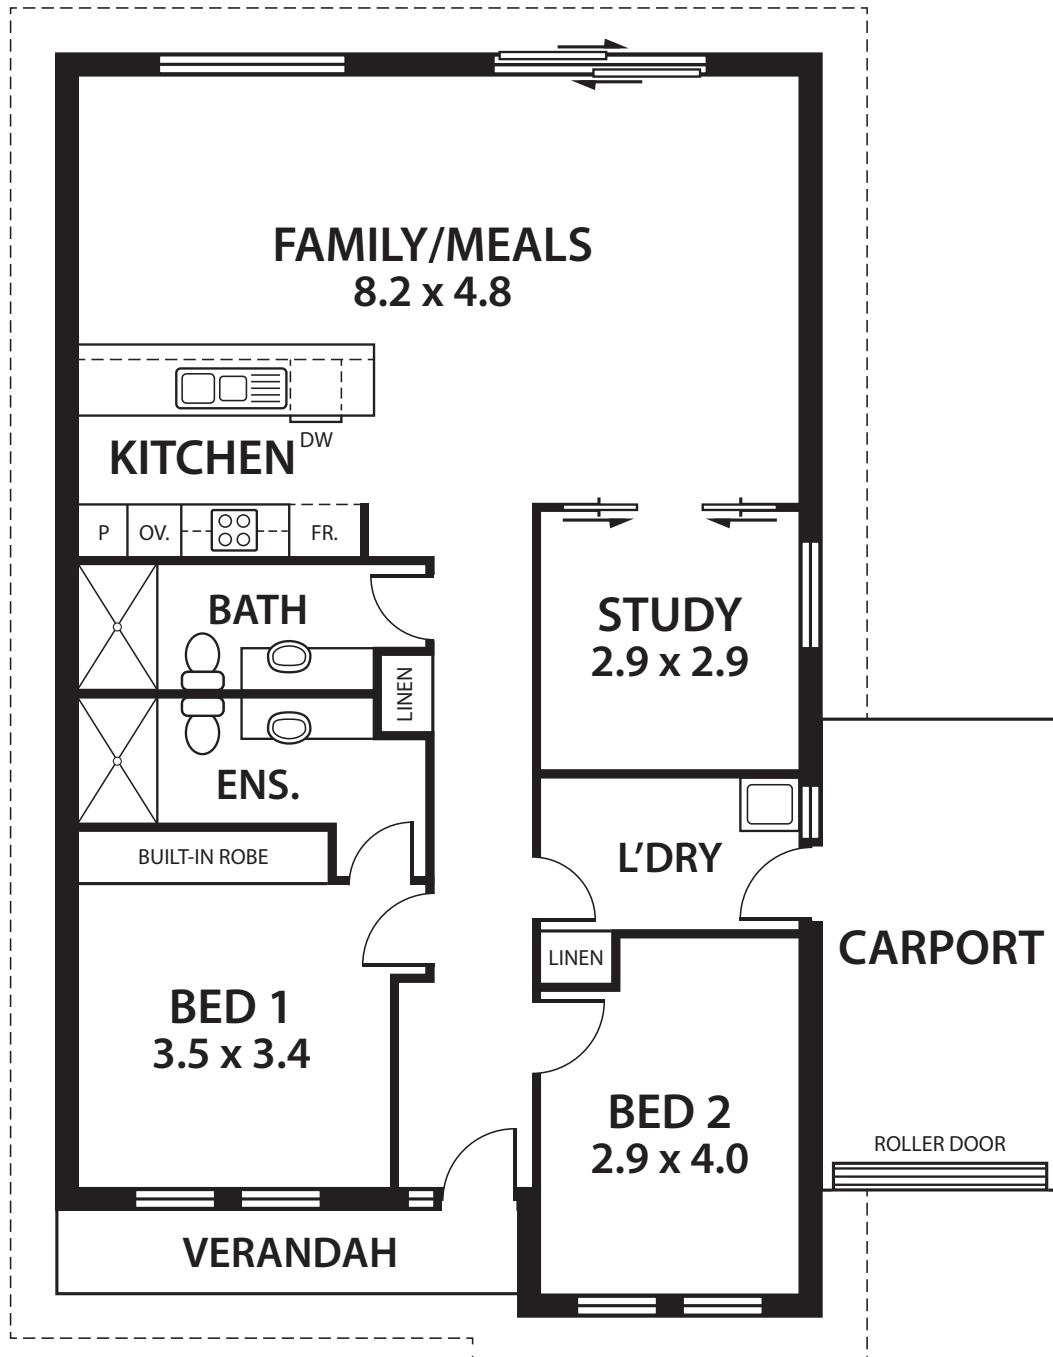 FAMILY/MEALS
8.2 x 4.8
KITCHEN
DW
P
OV.
FR.
BATH
LINEN
STUDY
2.9 x 2.9
ENS.
BUILT-IN ROBE
L'DRY
LINEN
CARPORT
BED 1
3.5 x 3.4
BED 2
2.9 x 4.0
ROLLER DOOR
VERANDAH